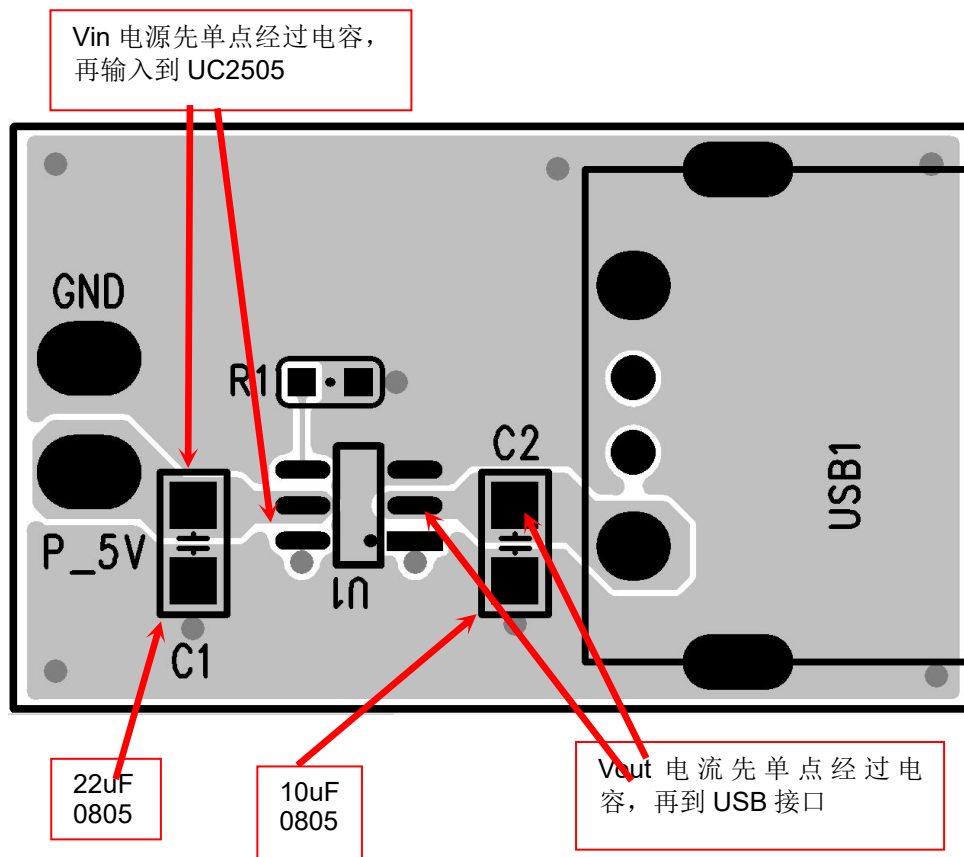 Vin 电源先单点经过电容，
再输入到 UC2505
GND
R1
C2
USB1
P_5V
U1
C1
22uF
0805
10uF
0805
Vout 电流先单点经过电
容，再到 USB 接口